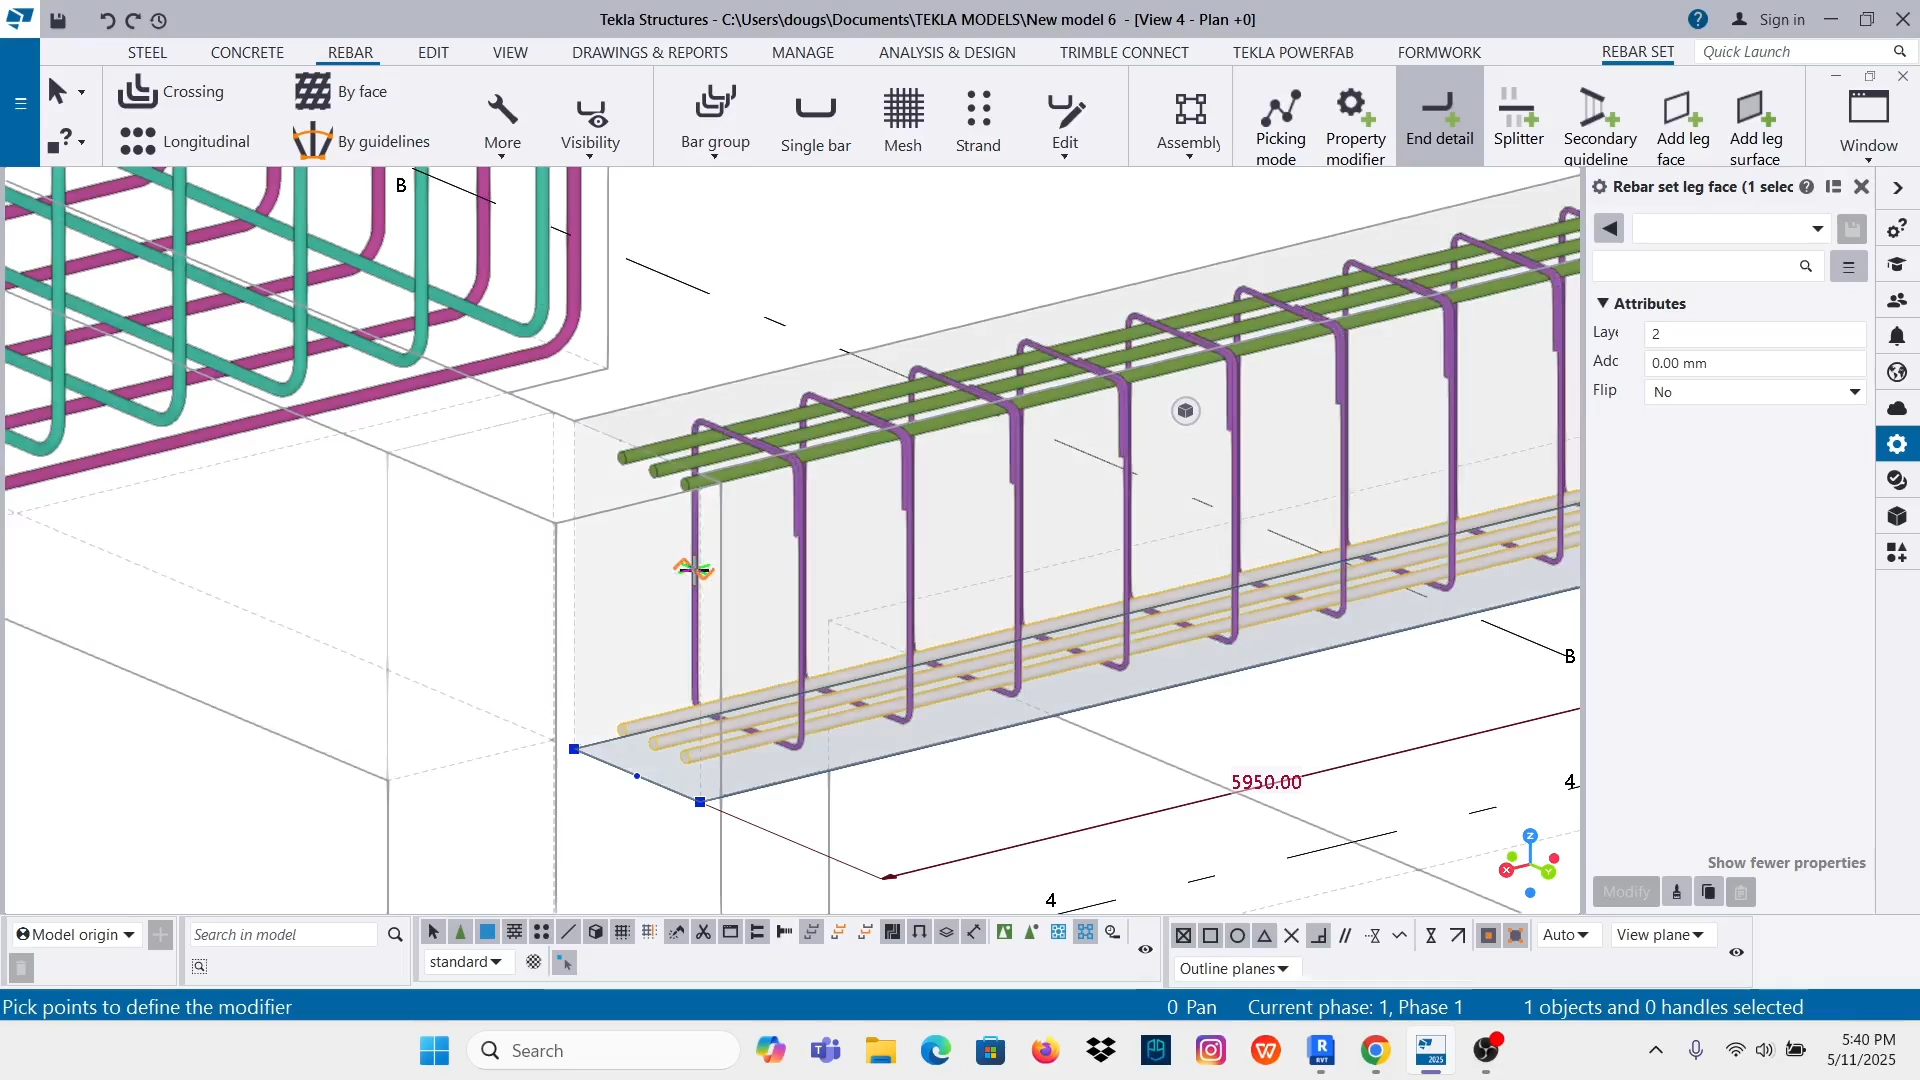 Tekla Structures - C:\Users\dougs\Documents\TEKLA MODELS\New model 6 - [View 4 - Plan +0]
Sign in
STEEL CONCRETE REBAR EDIT VIEW DRAWINGS & REPORTS MANAGE ANALYSIS & DESIGN TRIMBLE CONNECT TEKLA POWERFAB FORMWORK REBAR SET Quick Launch
Crossing
By face
Longitudinal
By guidelines
More
Visibility
Bar group
Single bar
Mesh
Strand
Edit
Assembly
Picking mode
Property modifier
End detail
Splitter
Secondary guideline
Add leg face
Add leg surface
Window
Rebar set leg face (1 selec
Attributes
Laye 2
Adc 0.00 mm
Flip No
B
B
5950.00
4
4
Z
X
Y
Show fewer properties
Modify
Model origin
Search in model
standard
Auto
View plane
Outline planes
Pick points to define the modifier
0 Pan Current phase: 1, Phase 1 1 objects and 0 handles selected
Search
5:40 PM
5/11/2025